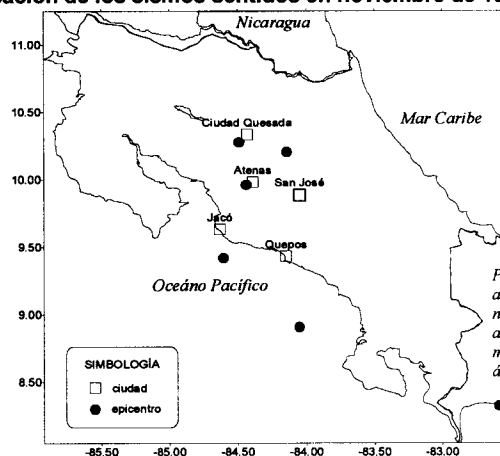 ación de los sismos sentidos en noviembre de 19
Nicaragua
11.00
10.50
10.00
9.50
9.00
8.50
Mar Caribe
Ciudad Quesada
Atenas
San José
Jacó
Quepos
Oceáno Pacífico
SIMBOLOGÍA
ciudad
epicentro
-85.50 -85.00 -84.50 -84.00 -83.50 -83.00